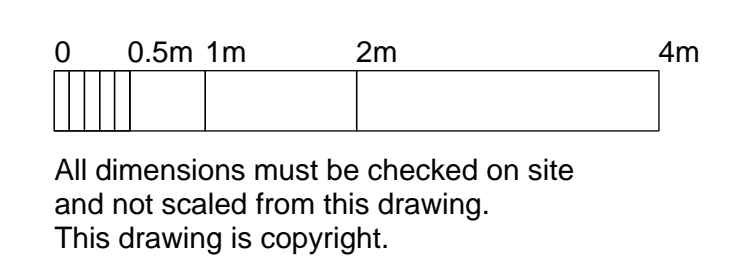 0 0.5m 1m 2m 4m
All dimensions must be checked on site
and not scaled from this drawing.
This drawing is copyright.